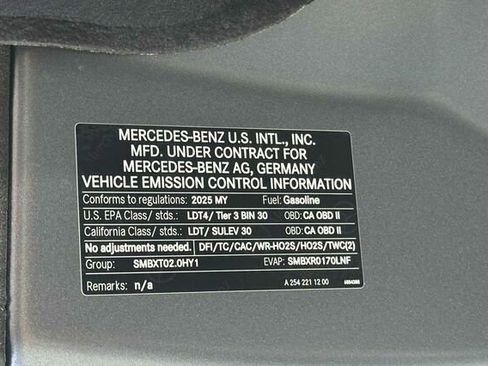 MERCEDES-BENZ U.S. INTL., INC.
MFD. UNDER CONTRACT FOR
MERCEDES-BENZ AG, GERMANY
VEHICLE EMISSION CONTROL INFORMATION
Conforms to regulations: 2025 MY Fuel: Gasoline
U.S. EPA Class/ stds.: LDT4/ Tier 3 BIN 30 OBD: CA OBD II
California Class/ stds.: LDT/ SULEV 30 OBD: CA OBD II
No adjustments needed. DFI/TC/CAC/WR-HO2S/HO2S/TWC(2)
Group: SMBXT02.0HY1 EVAP: SMBXR0170LNF
Remarks: n/a A 254 221 12 00